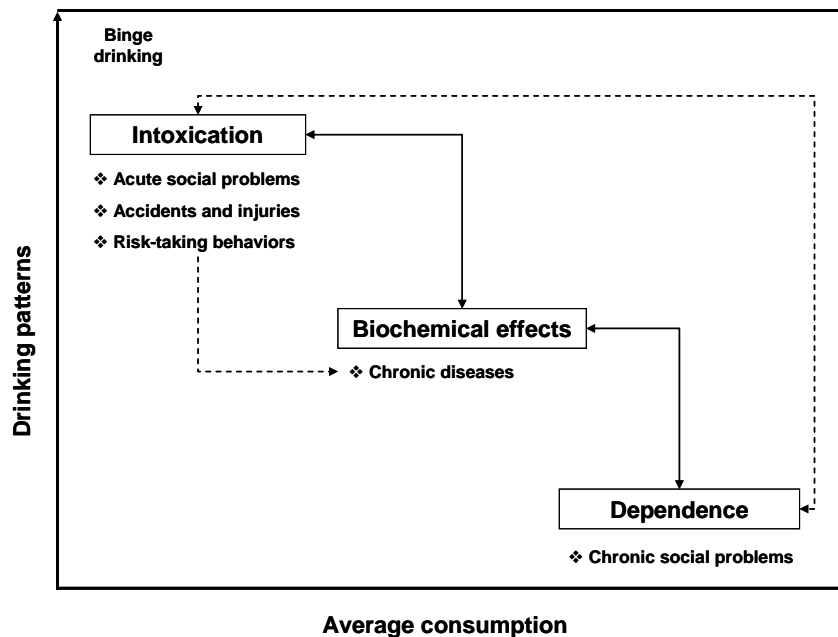 Binge
drinking
Intoxication
❖ Acute social problems
❖ Accidents and injuries
❖ Risk-taking behaviors
Biochemical effects
❖ Chronic diseases
Dependence
❖ Chronic social problems
Drinking patterns
Average consumption